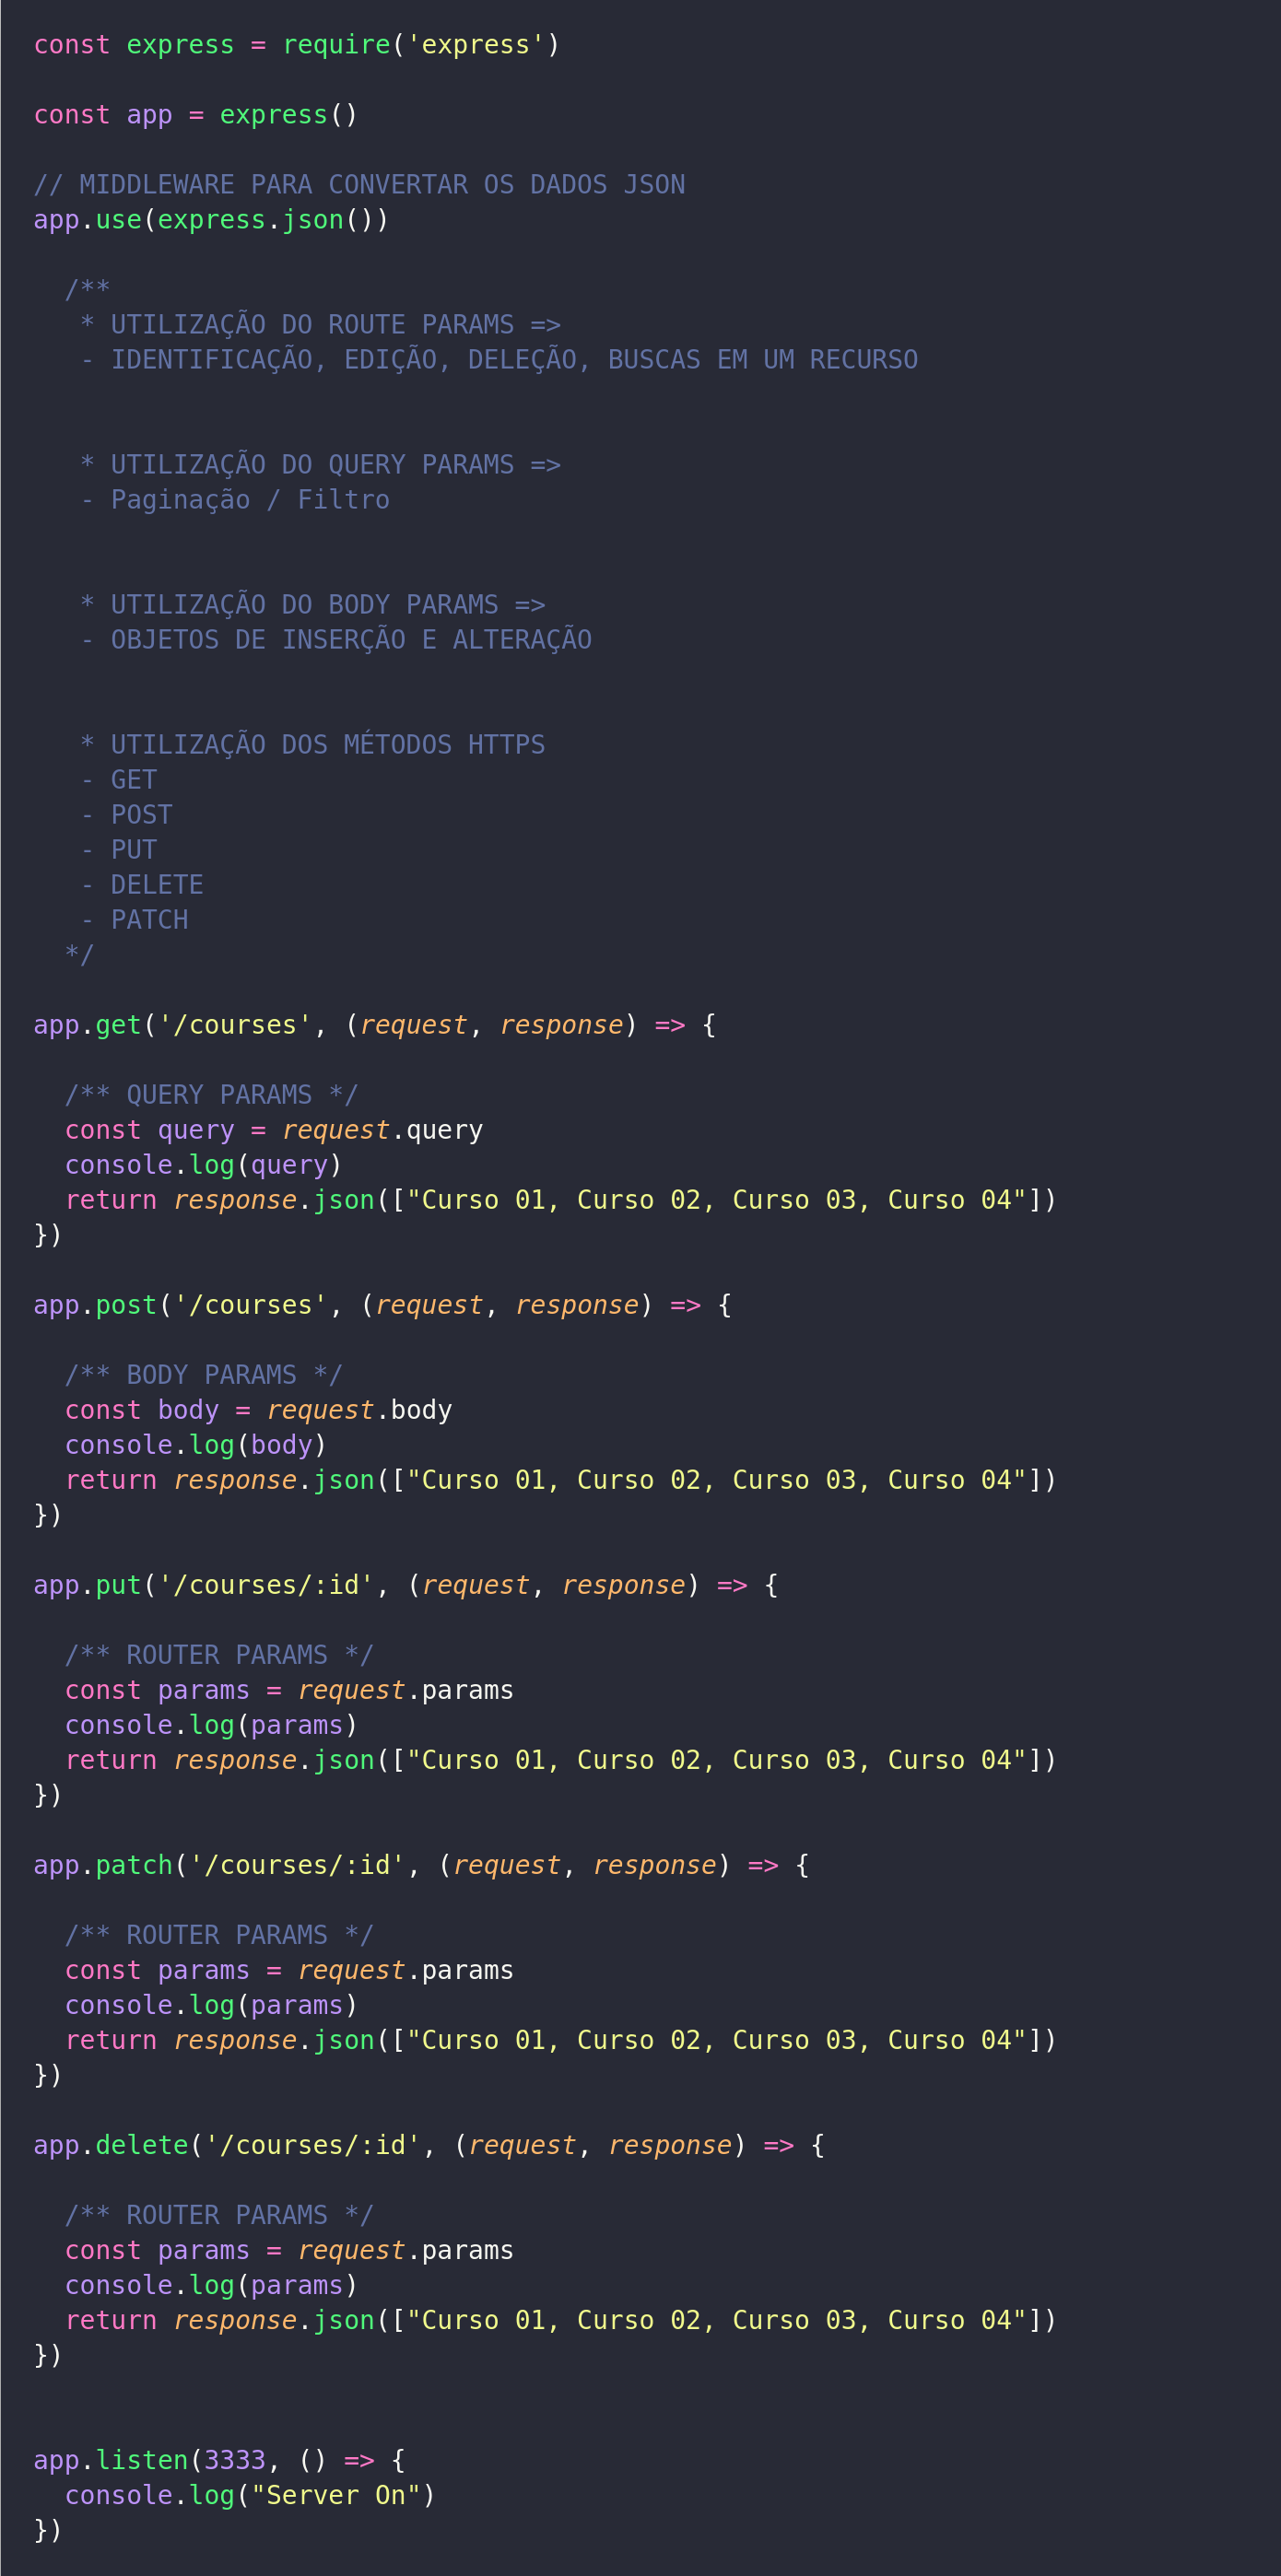 const express = require('express')
const app = express()
// MIDDLEWARE PARA CONVERTAR OS DADOS JSON
app.use(express.json())
/**
* UTILIZAÇÃO DO ROUTE PARAMS =>
- IDENTIFICAÇÃO, EDIÇÃO, DELEÇÃO, BUSCAS EM UM RECURSO
* UTILIZAÇÃO DO QUERY PARAMS =>
- Paginação / Filtro
* UTILIZAÇÃO DO BODY PARAMS =>
- OBJETOS DE INSERÇÃO E ALTERAÇÃO
* UTILIZAÇÃO DOS MÉTODOS HTTPS
- GET
- POST
- PUT
- DELETE
- PATCH
*/
app.get('/courses', (request, response) => {
/** QUERY PARAMS */
const query = request.query
console.log(query)
return response.json(["Curso 01, Curso 02, Curso 03, Curso 04"])
})
app.post('/courses', (request, response) => {
/** BODY PARAMS */
const body = request.body
console.log(body)
return response.json(["Curso 01, Curso 02, Curso 03, Curso 04"])
})
app.put('/courses/:id', (request, response) => {
/** ROUTER PARAMS */
const params = request.params
console.log(params)
return response.json(["Curso 01, Curso 02, Curso 03, Curso 04"])
})
app.patch('/courses/:id', (request, response) => {
/** ROUTER PARAMS */
const params = request.params
console.log(params)
return response.json(["Curso 01, Curso 02, Curso 03, Curso 04"])
})
app.delete('/courses/:id', (request, response) => {
/** ROUTER PARAMS */
const params = request.params
console.log(params)
return response.json(["Curso 01, Curso 02, Curso 03, Curso 04"])
})
app.listen(3333, () => {
console.log("Server On")
})